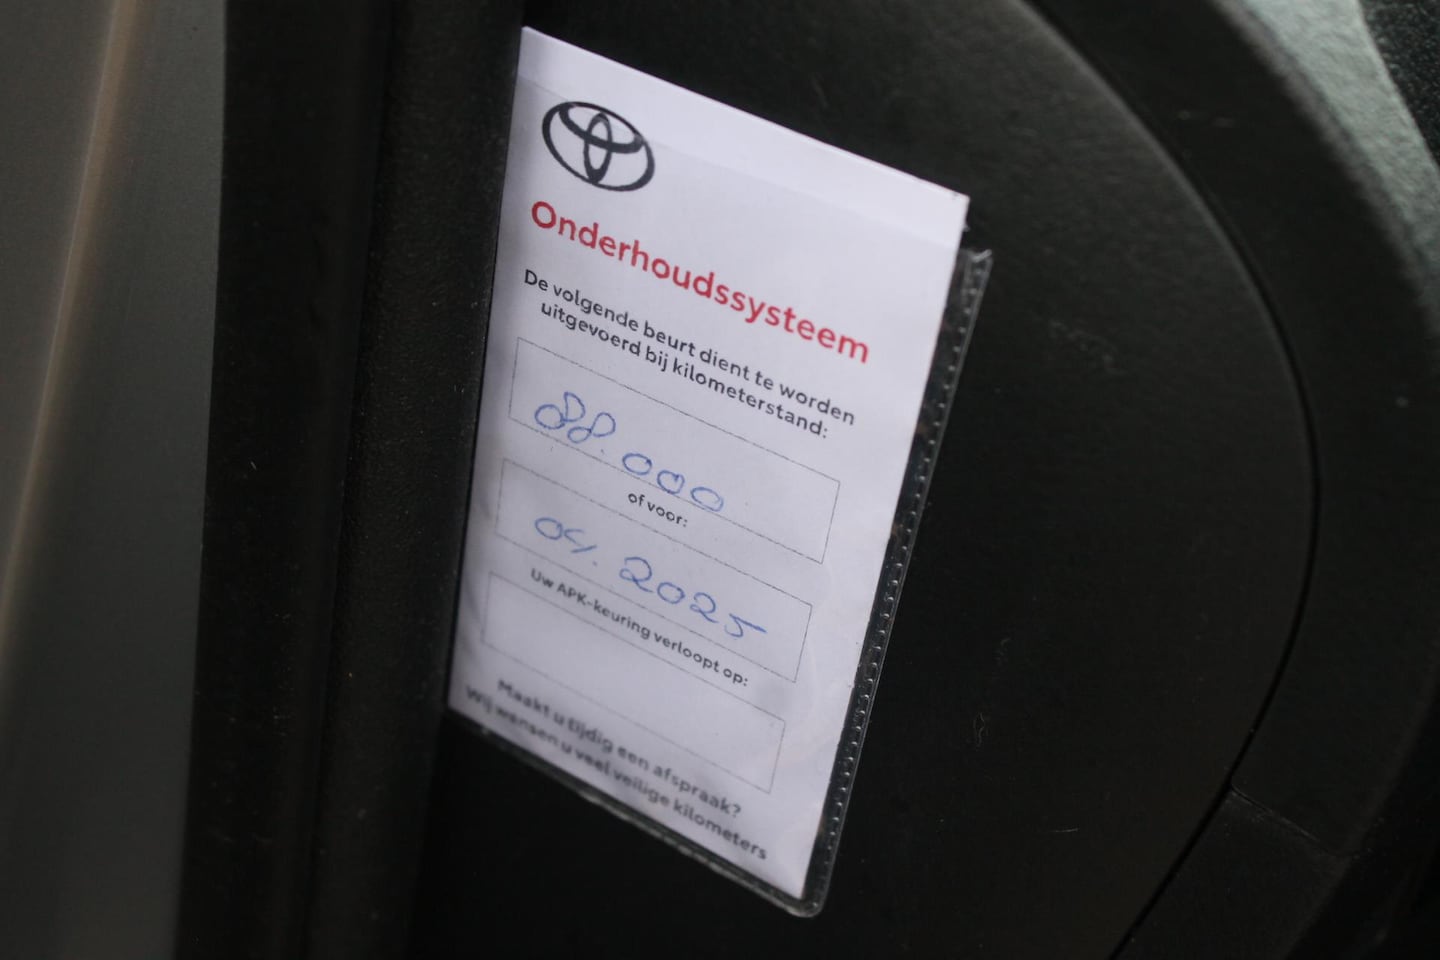 Onderhoudssysteem
De volgende beurt dient te worden
uitgevoerd bij kilometerstand:
88.000
of voor:
04. 2025
Uw APK-keuring verloopt op:
Maakt u tijdig een afspraak?
Wij wensen u veel veilige kilometers